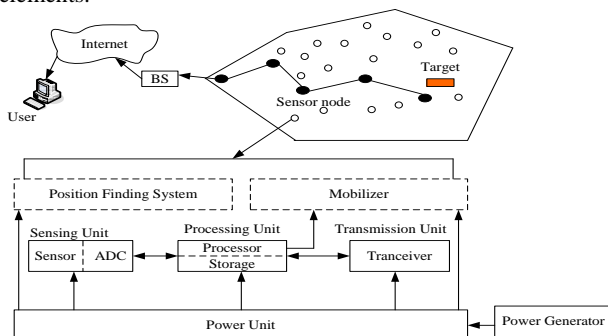 elements.
Internet
BS
User
Target
Sensor node
Position Finding System
Mobilizer
Sensing Unit
Processing Unit
Transmission Unit
Sensor
ADC
Processor
Storage
Tranceiver
Power Unit
Power Generator